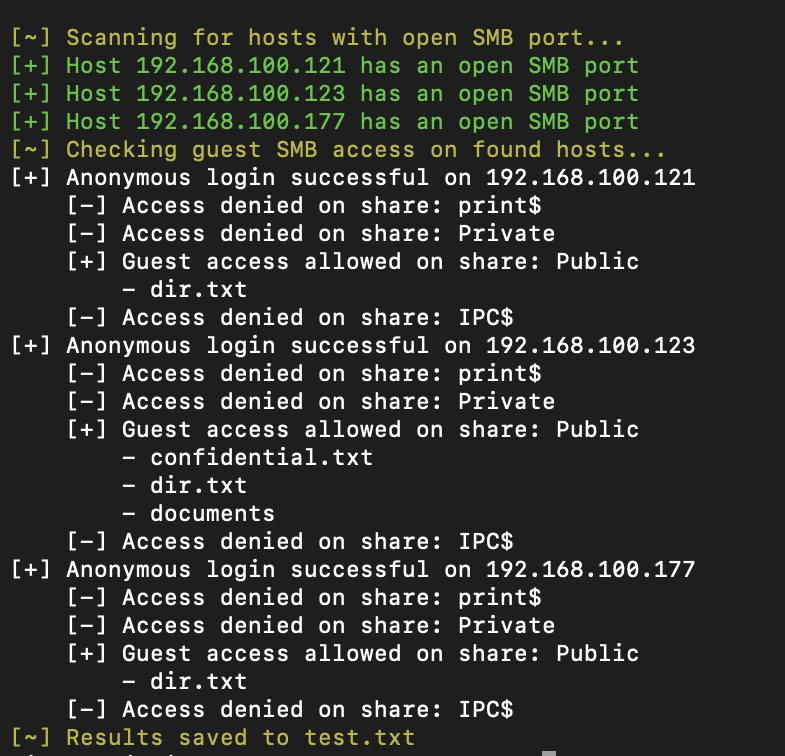 [~] Scanning for hosts with open SMB port...
[+] Host 192.168.100.121 has an open SMB port
[+] Host 192.168.100.123 has an open SMB port
[+] Host 192.168.100.177 has an open SMB port
[~] Checking guest SMB access on found hosts...
[+] Anonymous login successful on 192.168.100.121
    [-] Access denied on share: print$
    [-] Access denied on share: Private
    [+] Guest access allowed on share: Public
        - dir.txt
    [-] Access denied on share: IPC$
[+] Anonymous login successful on 192.168.100.123
    [-] Access denied on share: print$
    [-] Access denied on share: Private
    [+] Guest access allowed on share: Public
        - confidential.txt
        - dir.txt
        - documents
    [-] Access denied on share: IPC$
[+] Anonymous login successful on 192.168.100.177
    [-] Access denied on share: print$
    [-] Access denied on share: Private
    [+] Guest access allowed on share: Public
        - dir.txt
    [-] Access denied on share: IPC$
[~] Results saved to test.txt